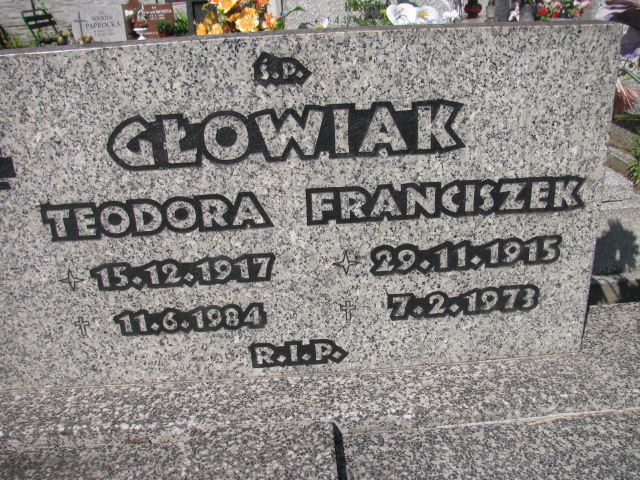 WANDA
PAPROCKA
Ś.P.
GŁOWIAK
TEODORA FRANCISZEK
15.12.1917 29.11.1915
11.6.1984 7.2.1973
R.I.P.